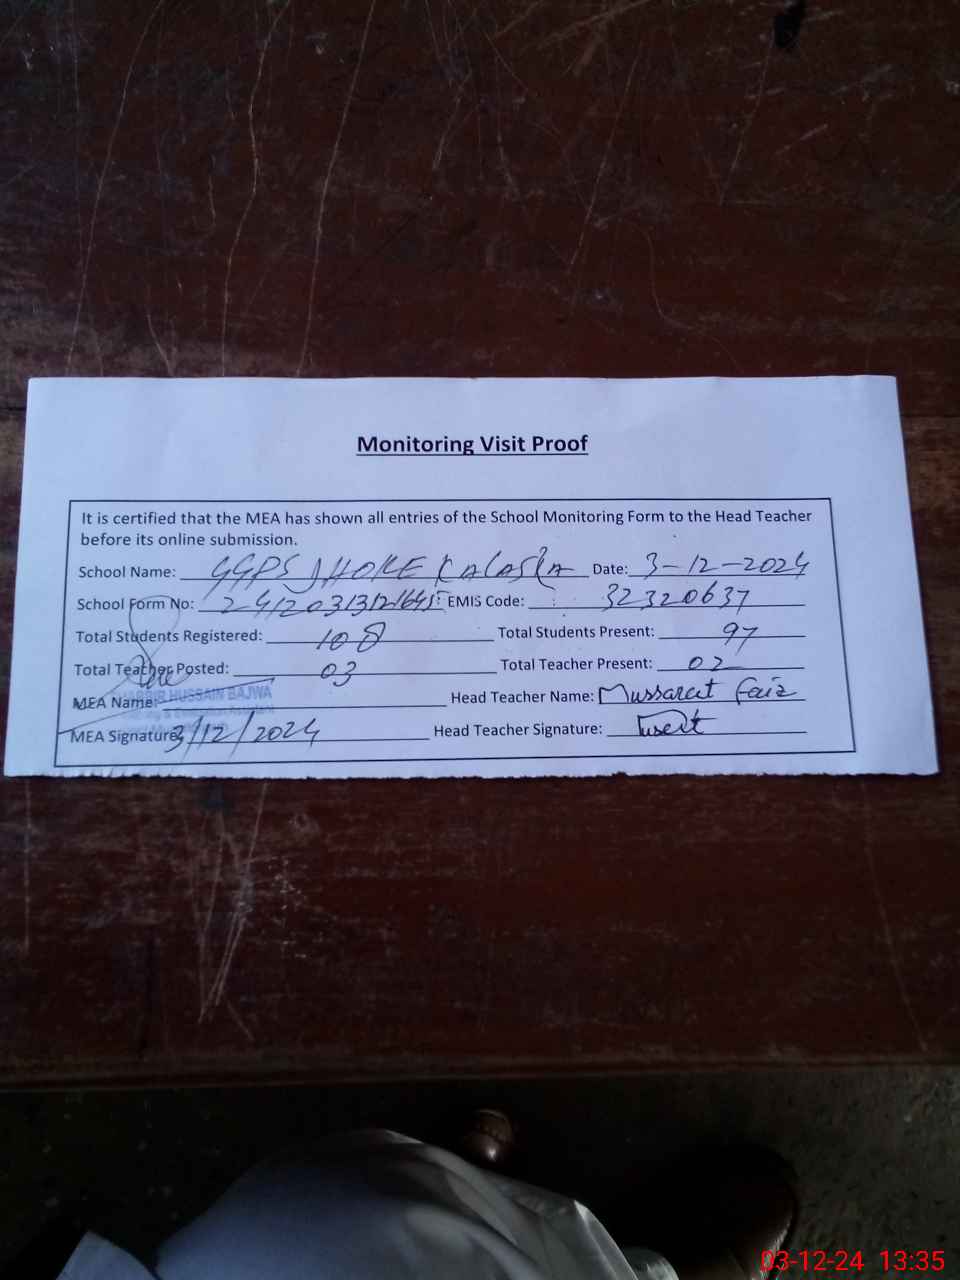 Monitoring Visit Proof
It is certified that the MEA has shown all entries of the School Monitoring Form to the Head Teacher
before its online submission.
School Name: GGPS JHOKE KALASRA Date: 3-12-2024
School Form No: EMIS Code: 32320637
Total Students Registered: 108 Total Students Present: 97
Total Teacher Posted: 03 Total Teacher Present: 02
MEA Name: HUSSAIN BAJWA Head Teacher Name: Mussarat Faiz
MEA Signature: 3/12/2024 Head Teacher Signature:
03-12-24 13:35